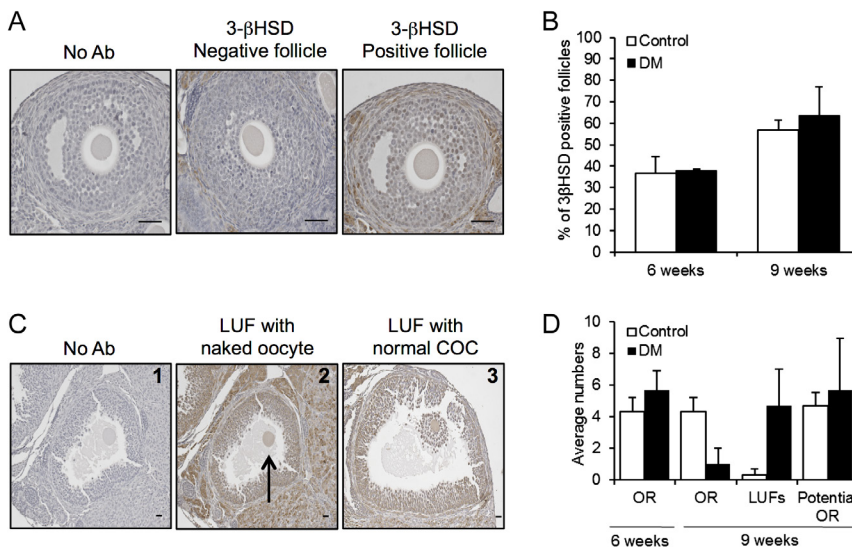 A
No Ab
3-βHSD
Negative follicle
3-βHSD
Positive follicle
B
% of 3βHSD positive follicles
100
90
80
70
60
50
40
30
20
10
0
Control
DM
6 weeks
9 weeks
C
No Ab
LUF with
naked oocyte
LUF with
normal COC
1
2
3
D
Average numbers
10
8
6
4
2
0
Control
DM
OR
OR
LUFs
Potential
OR
6 weeks
9 weeks